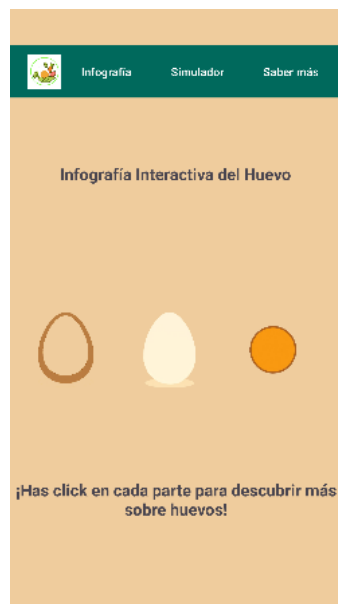 Infografía Simulador Saber más
Infografía Interactiva del Huevo
¡Has click en cada parte para descubrir más
sobre huevos!